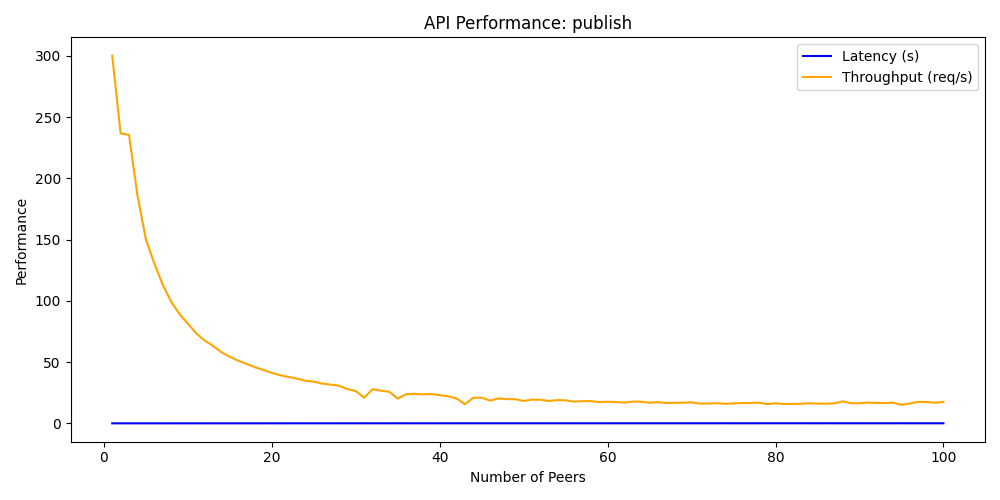 API Performance: publish
Latency (s)
Throughput (req/s)
Performance
300
250
200
150
100
50
0
0
20
40
60
80
100
Number of Peers